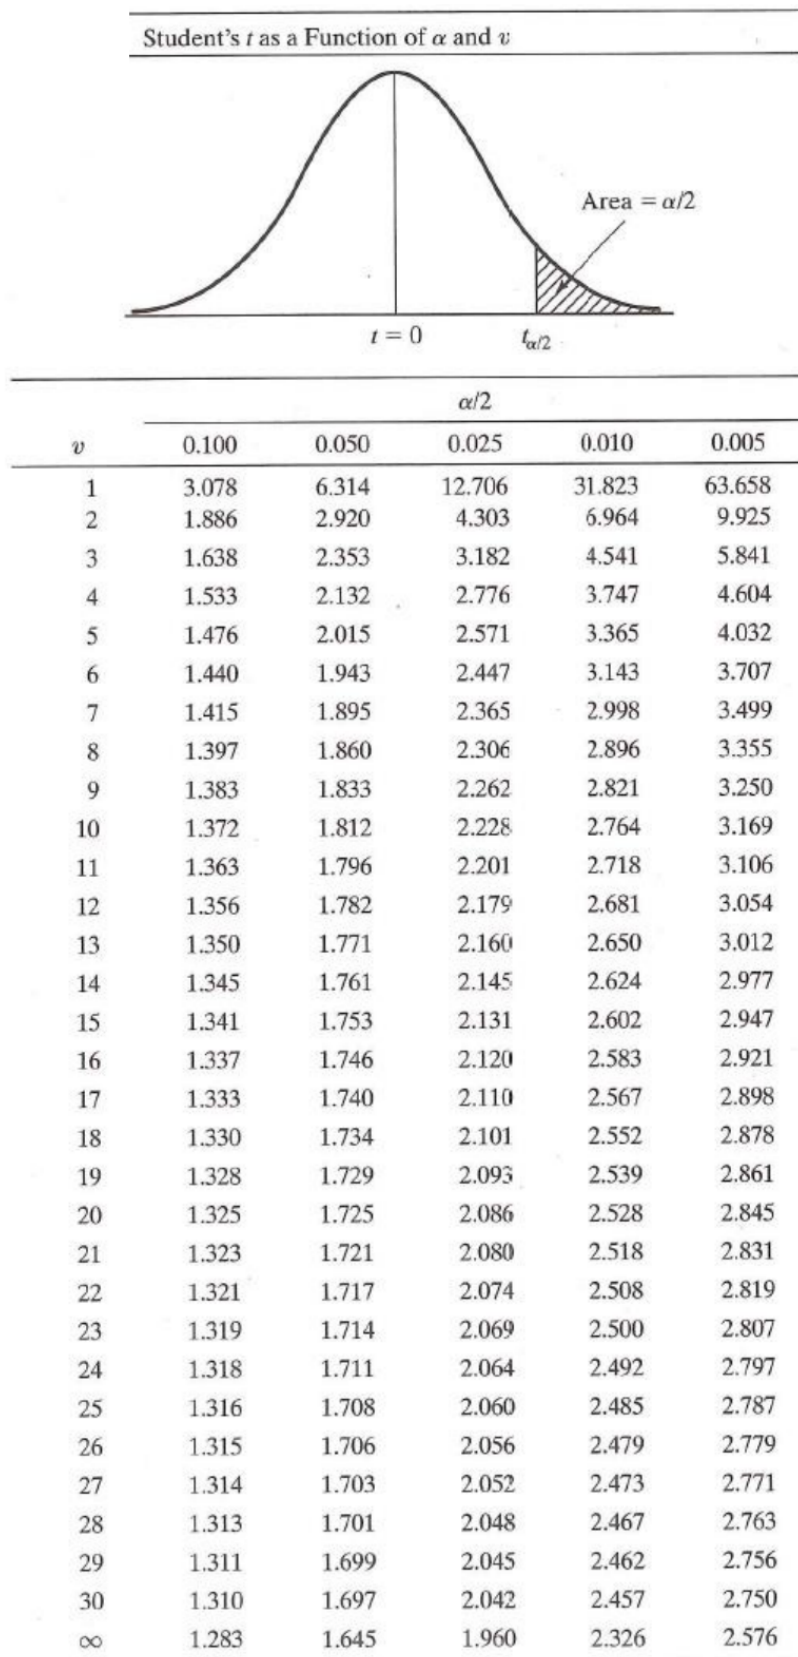 Student's t as a Function of α and v
Area = α/2
t = 0
tα/2
α/2
v 0.100 0.050 0.025 0.010 0.005
1 3.078 6.314 12.706 31.823 63.658
2 1.886 2.920 4.303 6.964 9.925
3 1.638 2.353 3.182 4.541 5.841
4 1.533 2.132 2.776 3.747 4.604
5 1.476 2.015 2.571 3.365 4.032
6 1.440 1.943 2.447 3.143 3.707
7 1.415 1.895 2.365 2.998 3.499
8 1.397 1.860 2.306 2.896 3.355
9 1.383 1.833 2.262 2.821 3.250
10 1.372 1.812 2.228 2.764 3.169
11 1.363 1.796 2.201 2.718 3.106
12 1.356 1.782 2.179 2.681 3.054
13 1.350 1.771 2.160 2.650 3.012
14 1.345 1.761 2.145 2.624 2.977
15 1.341 1.753 2.131 2.602 2.947
16 1.337 1.746 2.120 2.583 2.921
17 1.333 1.740 2.110 2.567 2.898
18 1.330 1.734 2.101 2.552 2.878
19 1.328 1.729 2.093 2.539 2.861
20 1.325 1.725 2.086 2.528 2.845
21 1.323 1.721 2.080 2.518 2.831
22 1.321 1.717 2.074 2.508 2.819
23 1.319 1.714 2.069 2.500 2.807
24 1.318 1.711 2.064 2.492 2.797
25 1.316 1.708 2.060 2.485 2.787
26 1.315 1.706 2.056 2.479 2.779
27 1.314 1.703 2.052 2.473 2.771
28 1.313 1.701 2.048 2.467 2.763
29 1.311 1.699 2.045 2.462 2.756
30 1.310 1.697 2.042 2.457 2.750
∞ 1.283 1.645 1.960 2.326 2.576